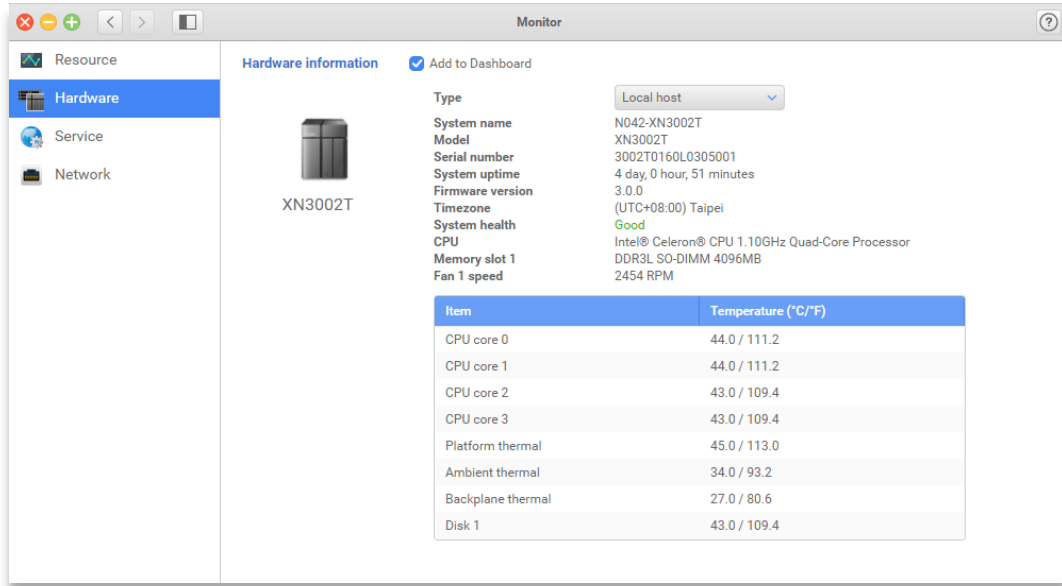 Monitor
?
Resource
Hardware
Service
Network
Hardware information
Add to Dashboard
XN3002T
Type Local host
System name N042-XN3002T
Model XN3002T
Serial number 3002T0160L0305001
System uptime 4 day, 0 hour, 51 minutes
Firmware version 3.0.0
Timezone (UTC+08:00) Taipei
System health Good
CPU Intel® Celeron® CPU 1.10GHz Quad-Core Processor
Memory slot 1 DDR3L SO-DIMM 4096MB
Fan 1 speed 2454 RPM
Item Temperature (°C/°F)
CPU core 0 44.0 / 111.2
CPU core 1 44.0 / 111.2
CPU core 2 43.0 / 109.4
CPU core 3 43.0 / 109.4
Platform thermal 45.0 / 113.0
Ambient thermal 34.0 / 93.2
Backplane thermal 27.0 / 80.6
Disk 1 43.0 / 109.4